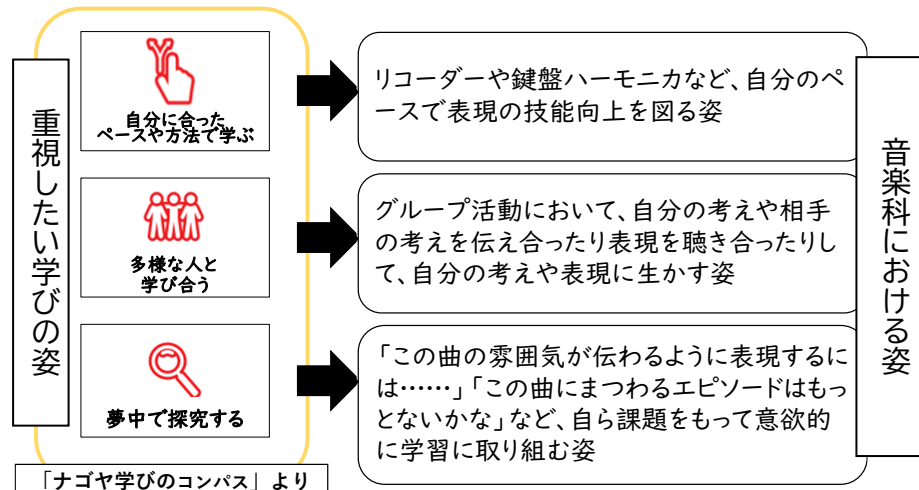 重視したい学びの姿
自分に合った
ペースや方法で学ぶ
リコーダーや鍵盤ハーモニカなど、自分のペ
ースで表現の技能向上を図る姿
多様な人と
学び合う
グループ活動において、自分の考えや相手
の考えを伝え合ったり表現を聴き合ったりし
て、自分の考えや表現に生かす姿
夢中で探究する
「この曲の雰囲気が伝わるように表現するに
は……」「この曲にまつわるエピソードはもっ
とないかな」など、自ら課題をもって意欲的
に学習に取り組む姿
音楽科における姿
「ナゴヤ学びのコンパス」より